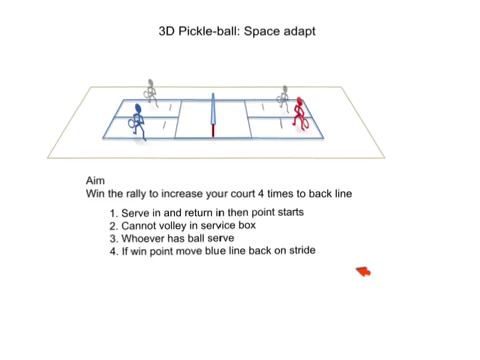 3D Pickle-ball: Space adapt
Aim
Win the rally to increase your court 4 times to back line
1. Serve in and return in then point starts
2. Cannot volley in service box
3. Whoever has ball serve
4. If win point move blue line back on stride